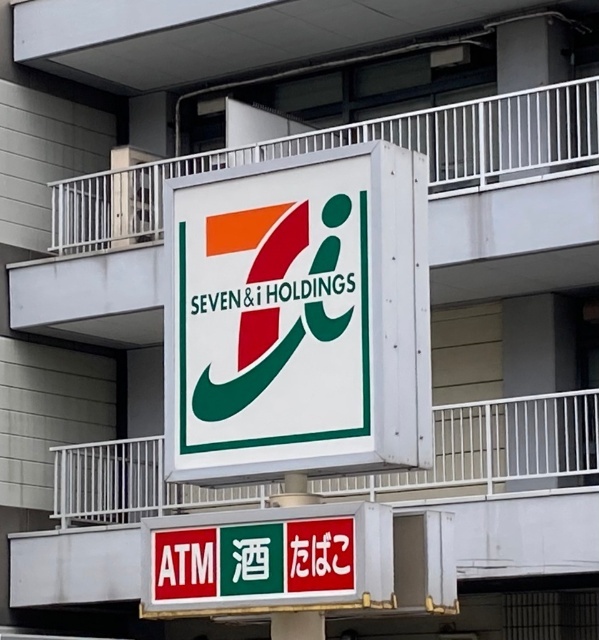 SEVEN & i HOLDINGS
ATM 酒 たばこ